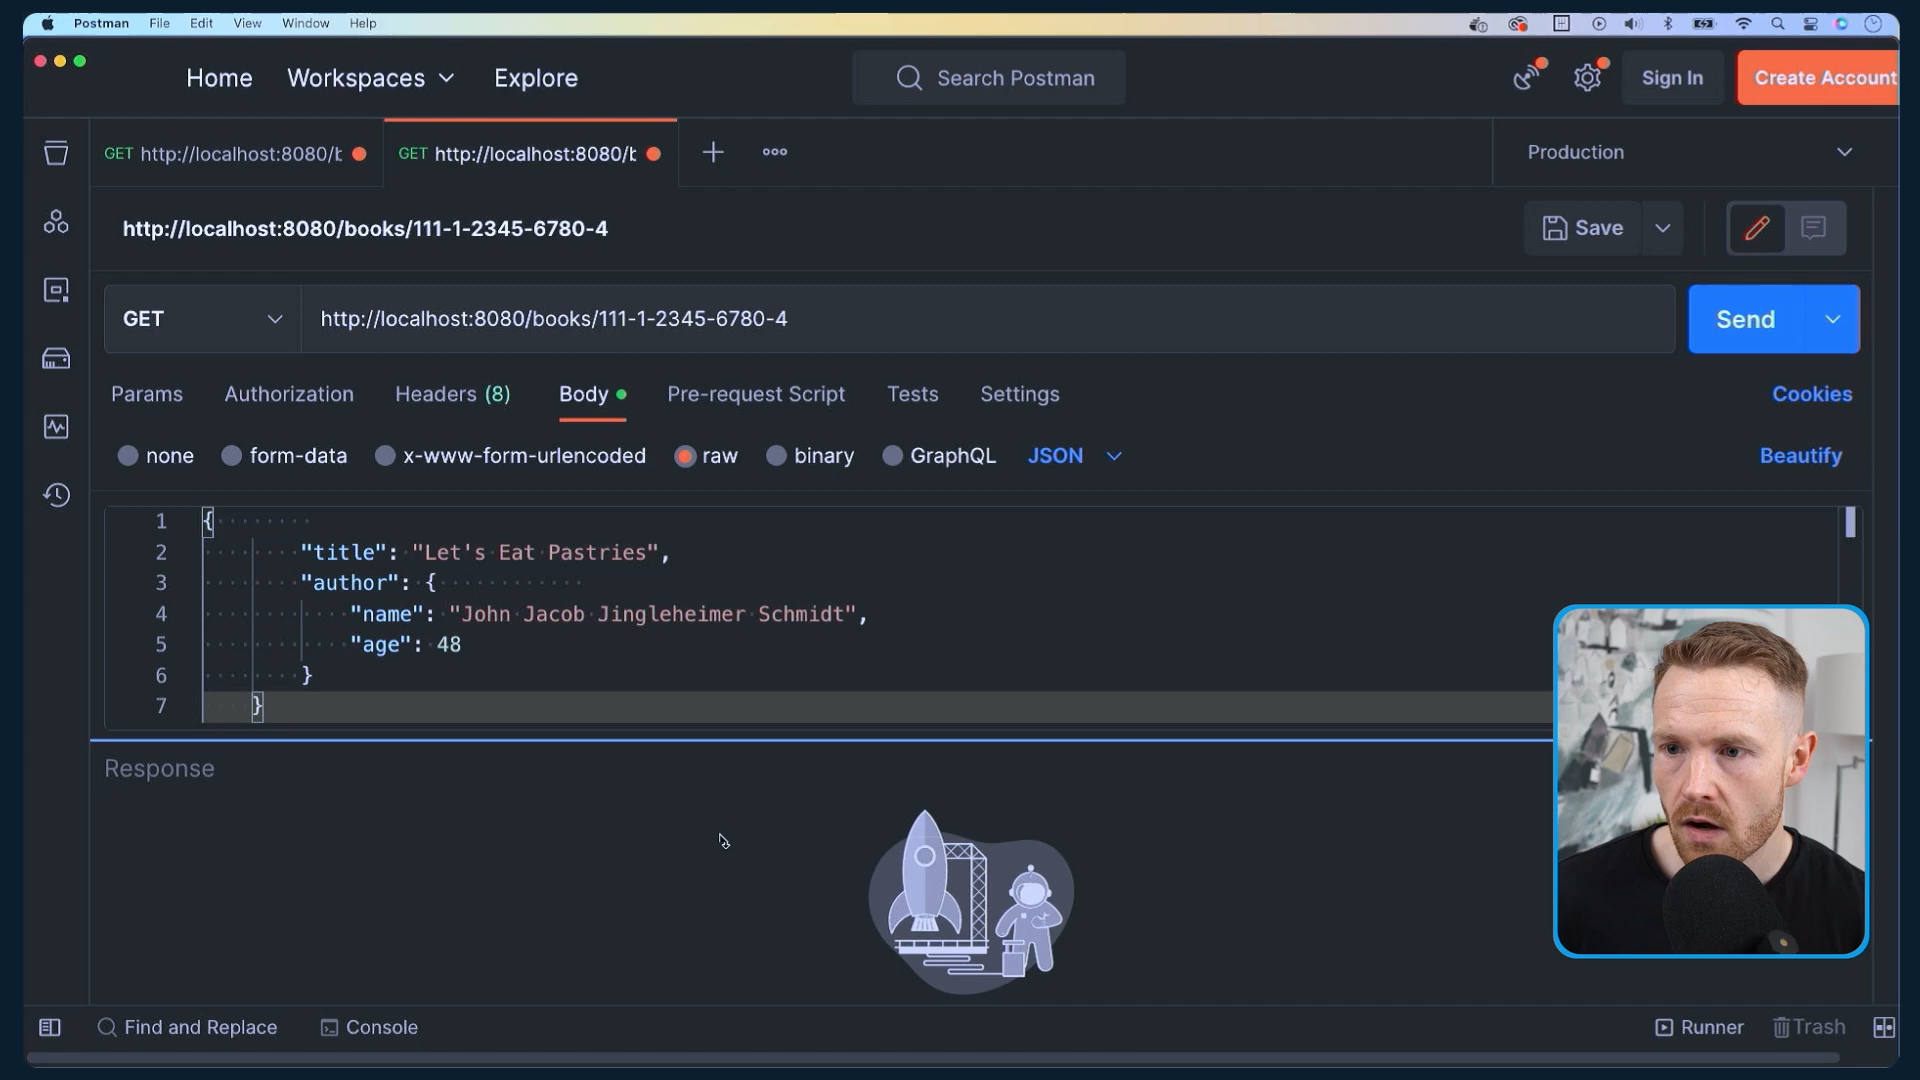 Postman File Edit View Window Help
Home Workspaces Explore Search Postman Sign In Create Account
GET http://localhost:8080/b GET http://localhost:8080/b Production
http://localhost:8080/books/111-1-2345-6780-4 Save
GET http://localhost:8080/books/111-1-2345-6780-4 Send
Params Authorization Headers (8) Body Pre-request Script Tests Settings Cookies
none form-data x-www-form-urlencoded raw binary GraphQL JSON Beautify
1 {
2 "title": "Let's Eat Pastries",
3 "author": {
4 "name": "John Jacob Jingleheimer Schmidt",
5 "age": 48
6 }
7 }
Response
Find and Replace Console Runner Trash